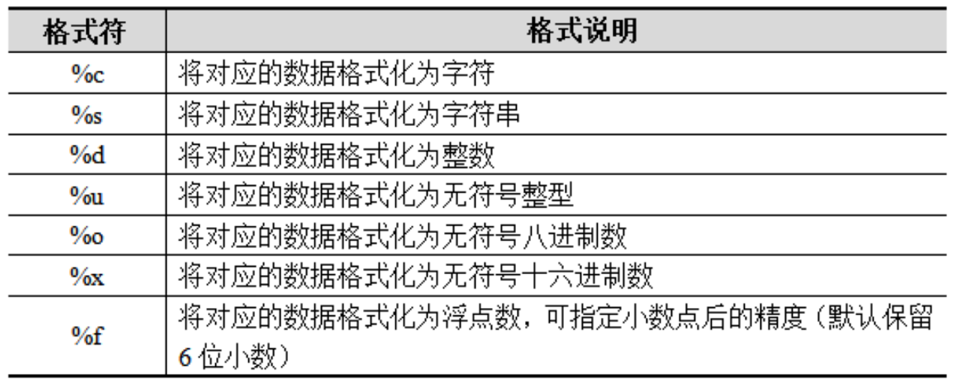 格式符 格式说明
%c 将对应的数据格式化为字符
%s 将对应的数据格式化为字符串
%d 将对应的数据格式化为整数
%u 将对应的数据格式化为无符号整型
%o 将对应的数据格式化为无符号八进制数
%x 将对应的数据格式化为无符号十六进制数
%f 将对应的数据格式化为浮点数，可指定小数点后的精度（默认保留
6 位小数）